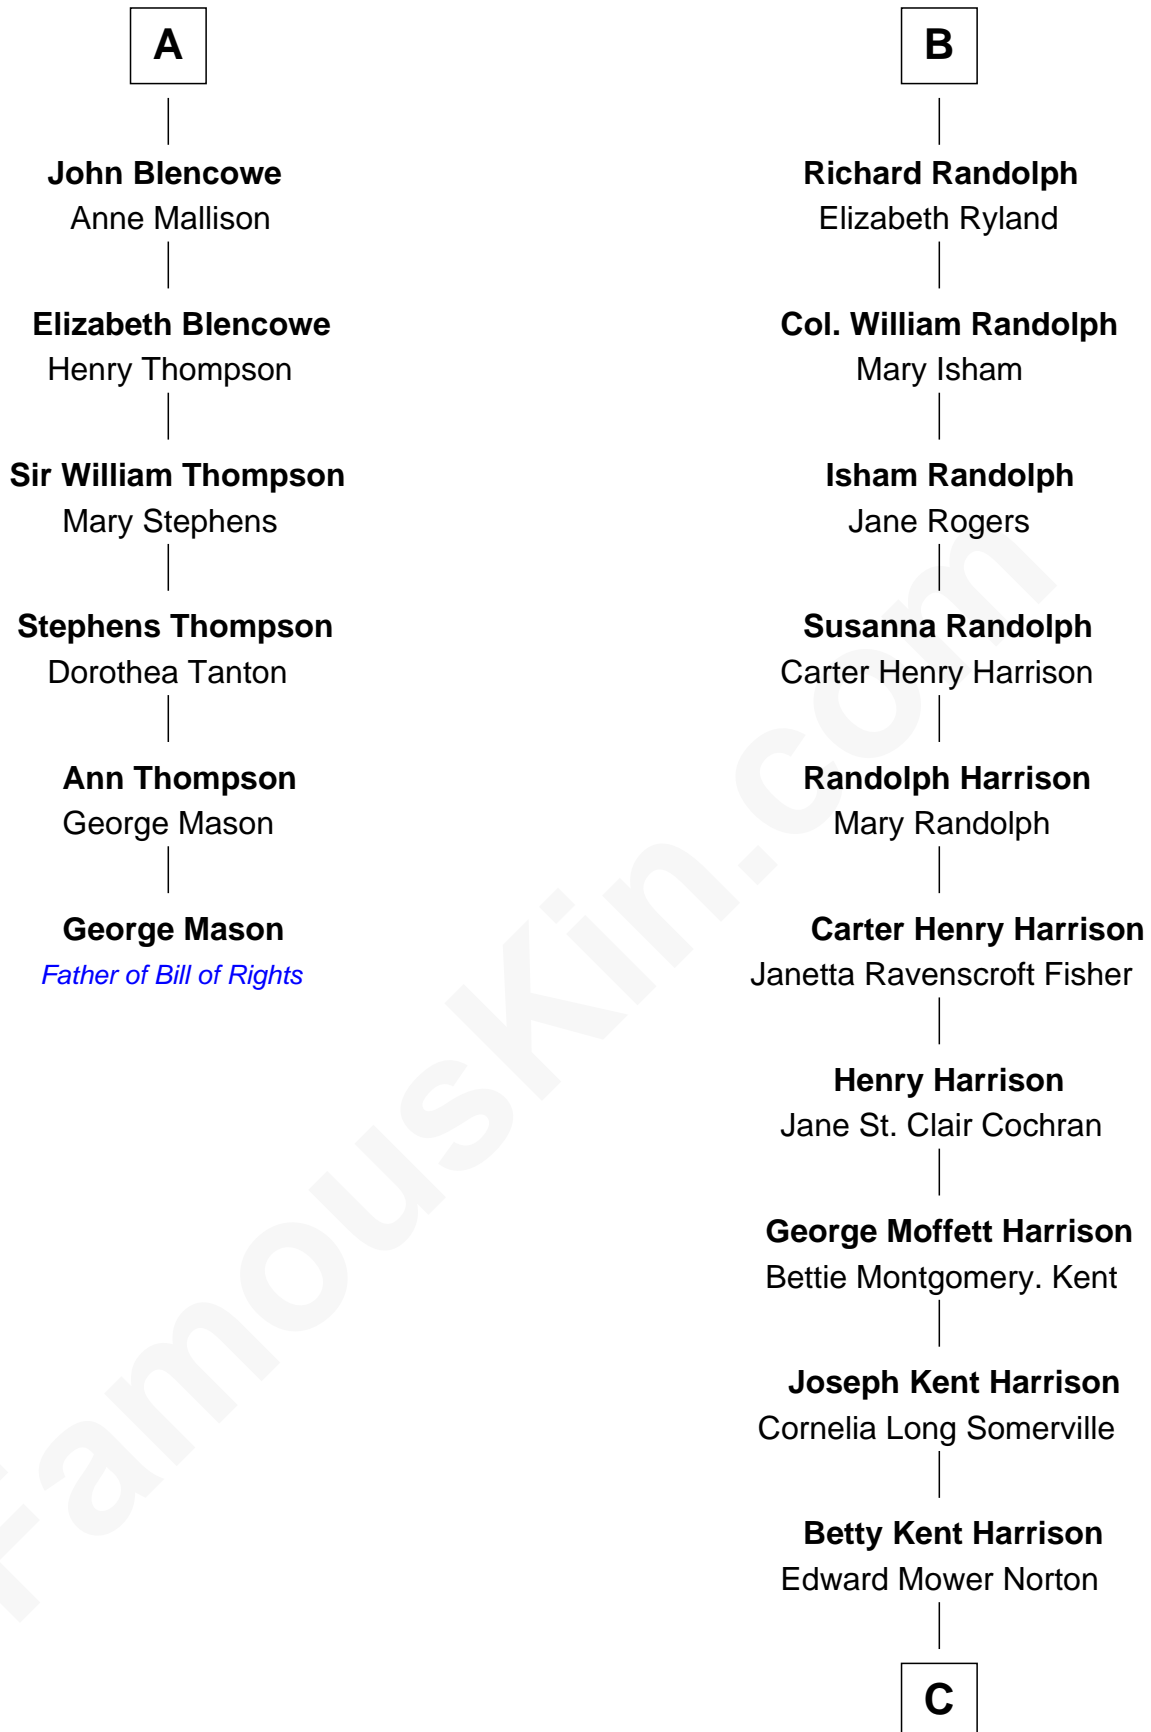 A
John Blencowe
Anne Mallison
Elizabeth Blencowe
Henry Thompson
Sir William Thompson
Mary Stephens
Stephens Thompson
Dorothea Tanton
Ann Thompson
George Mason
George Mason
Father of Bill of Rights
B
Richard Randolph
Elizabeth Ryland
Col. William Randolph
Mary Isham
Isham Randolph
Jane Rogers
Susanna Randolph
Carter Henry Harrison
Randolph Harrison
Mary Randolph
Carter Henry Harrison
Janetta Ravenscroft Fisher
Henry Harrison
Jane St. Clair Cochran
George Moffett Harrison
Bettie Montgomery. Kent
Joseph Kent Harrison
Cornelia Long Somerville
Betty Kent Harrison
Edward Mower Norton
C
FamousKin.com